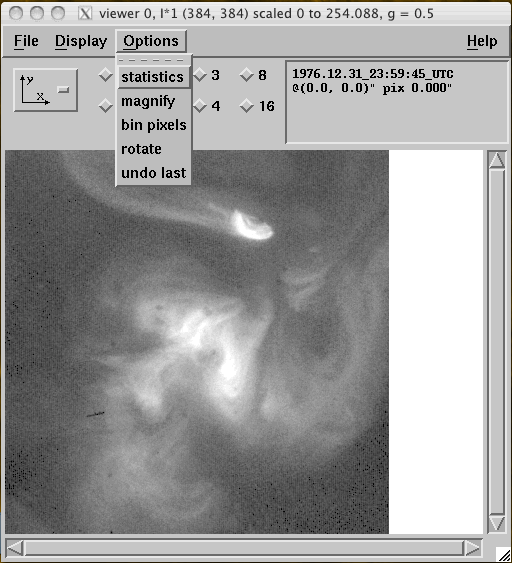 viewer 0, I*1 (384, 384) scaled 0 to 254.088, g = 0.5
File Display Options Help
y
x
3 8
4 16
1976.12.31_23:59:45_UTC
@(0.0, 0.0)" pix 0.000"
statistics
magnify
bin pixels
rotate
undo last